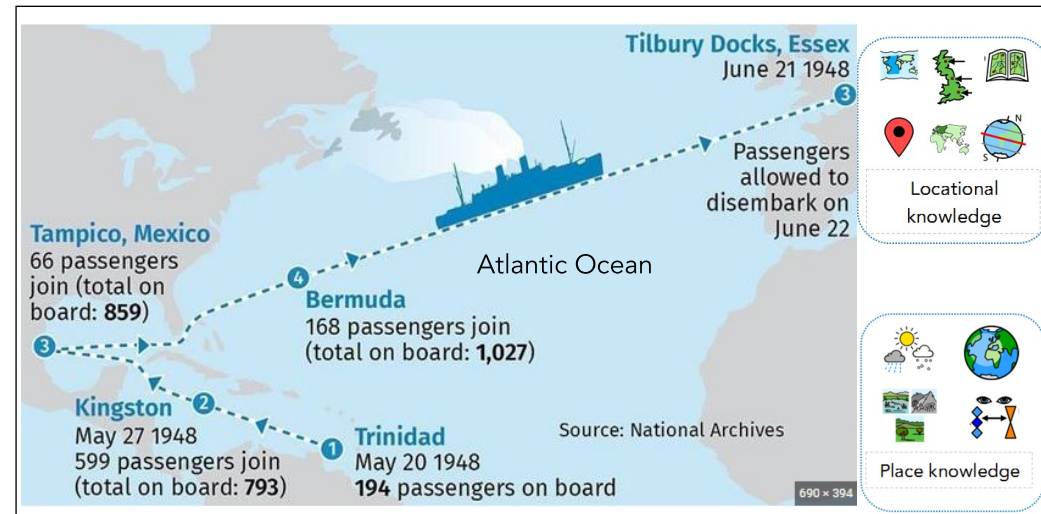 Tilbury Docks, Essex
June 21 1948
3
Passengers
allowed to
disembark on
June 22
Tampico, Mexico
66 passengers
join (total on
board: 859)
3
4
Bermuda
168 passengers join
(total on board: 1,027)
Atlantic Ocean
Kingston
2
May 27 1948
599 passengers join
(total on board: 793)
1
Trinidad
May 20 1948
194 passengers on board
Source: National Archives
690 × 394
N
S
Locational
knowledge
Place knowledge